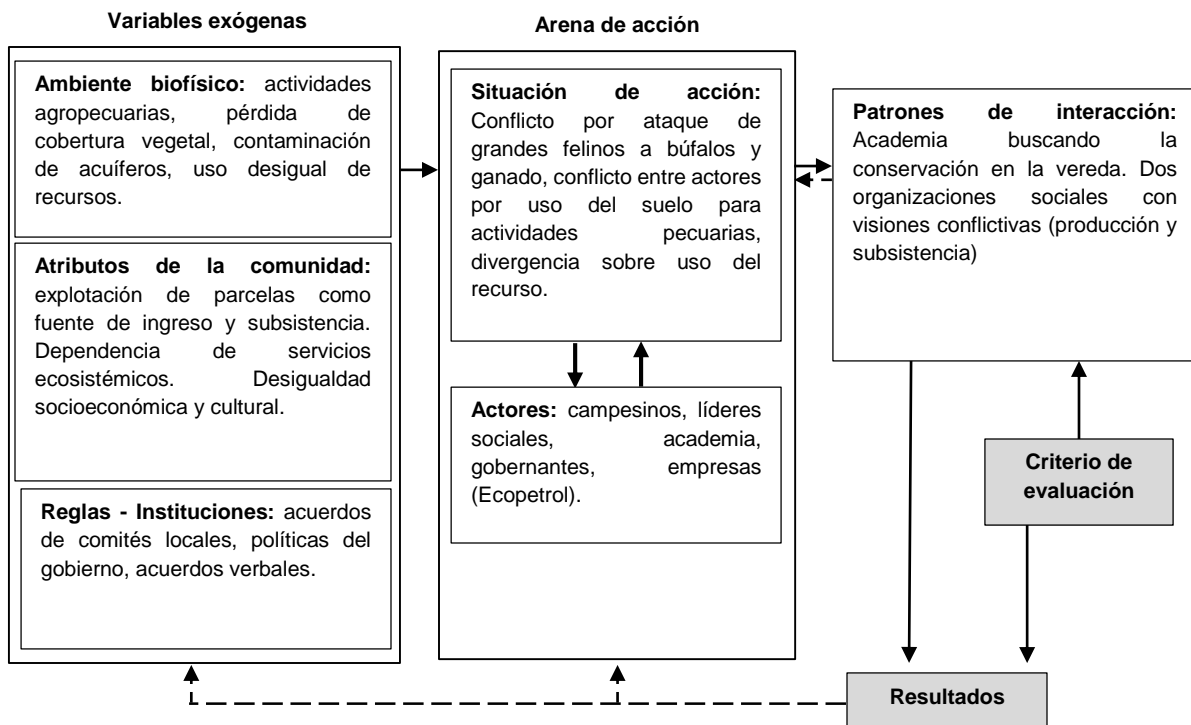 Variables exógenas
Ambiente biofísico: actividades
agropecuarias, pérdida de
cobertura vegetal, contaminación
de acuíferos, uso desigual de
recursos.
Atributos de la comunidad:
explotación de parcelas como
fuente de ingreso y subsistencia.
Dependencia de servicios
ecosistémicos. Desigualdad
socioeconómica y cultural.
Reglas - Instituciones: acuerdos
de comités locales, políticas del
gobierno, acuerdos verbales.
Arena de acción
Situación de acción:
Conflicto por ataque de
grandes felinos a búfalos y
ganado, conflicto entre actores
por uso del suelo para
actividades pecuarias,
divergencia sobre uso del
recurso.
Actores: campesinos, líderes
sociales, academia,
gobernantes, empresas
(Ecopetrol).
Patrones de interacción:
Academia buscando la
conservación en la vereda. Dos
organizaciones sociales con
visiones conflictivas (producción y
subsistencia)
Criterio de
evaluación
Resultados